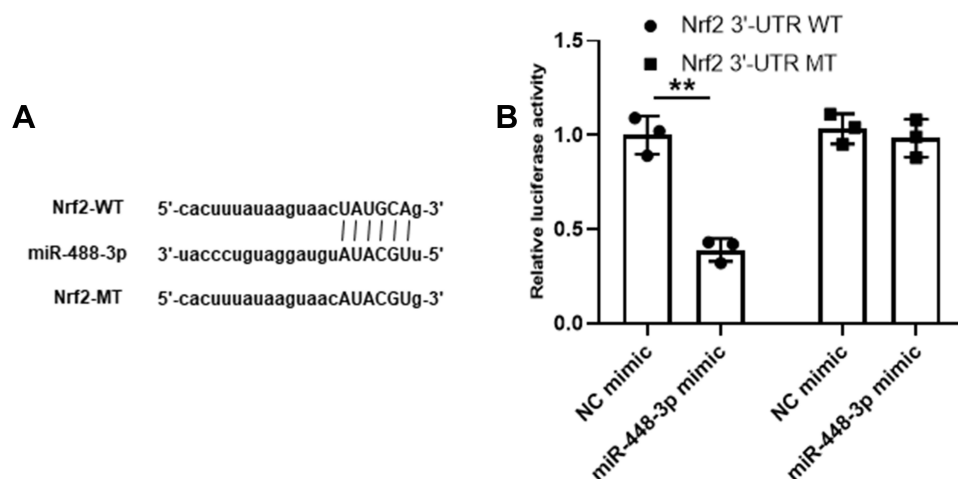 A
Nrf2-WT 5'-cacuuuauaaguaacUAUGCAg-3'
miR-488-3p 3'-uacccuguaggauguAUACGUu-5'
Nrf2-MT 5'-cacuuuauaaguaacAUACGUg-3'
B
Nrf2 3'-UTR WT
Nrf2 3'-UTR MT
Relative luciferase activity
1.5
1.0
0.5
0.0
**
NC mimic
miR-448-3p mimic
NC mimic
miR-448-3p mimic